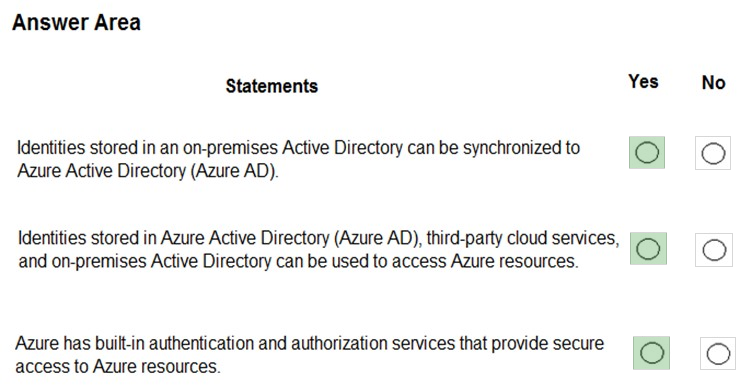 Answer Area
Statements Yes No
Identities stored in an on-premises Active Directory can be synchronized to
Azure Active Directory (Azure AD).
Identities stored in Azure Active Directory (Azure AD), third-party cloud services,
and on-premises Active Directory can be used to access Azure resources.
Azure has built-in authentication and authorization services that provide secure
access to Azure resources.